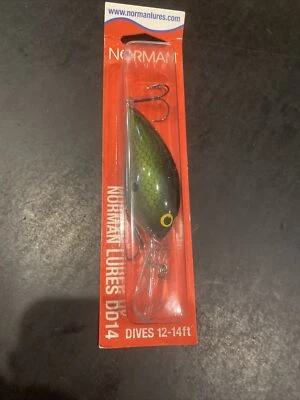 www.normanlures.com
NORMAN
NORMAN LURES
DD14
DIVES 12-14ft